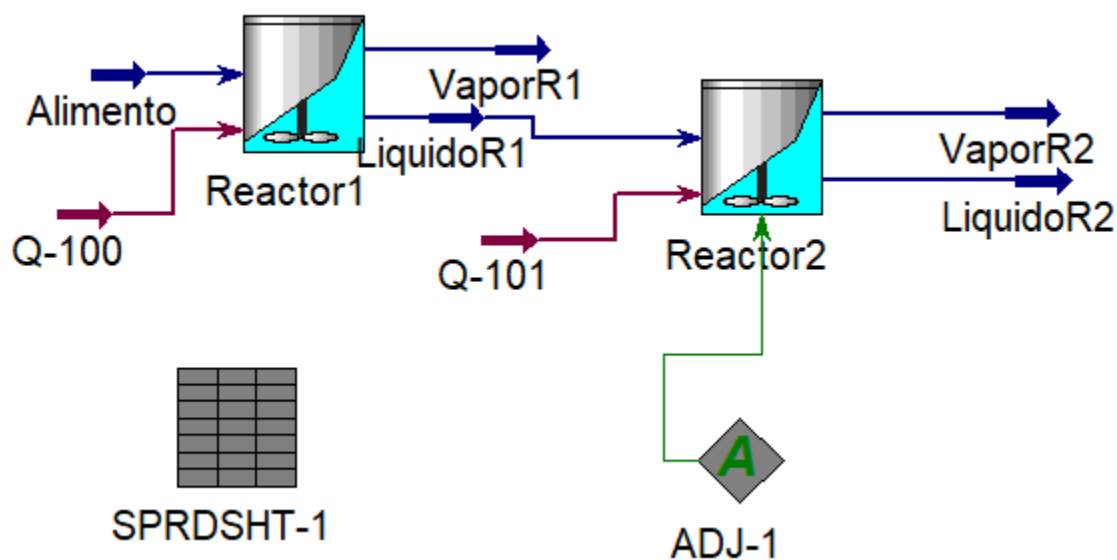 Alimento
VaporR1
LiquidoR1
Reactor1
Q-100
VaporR2
LiquidoR2
Reactor2
Q-101
A
SPRDSHT-1
ADJ-1